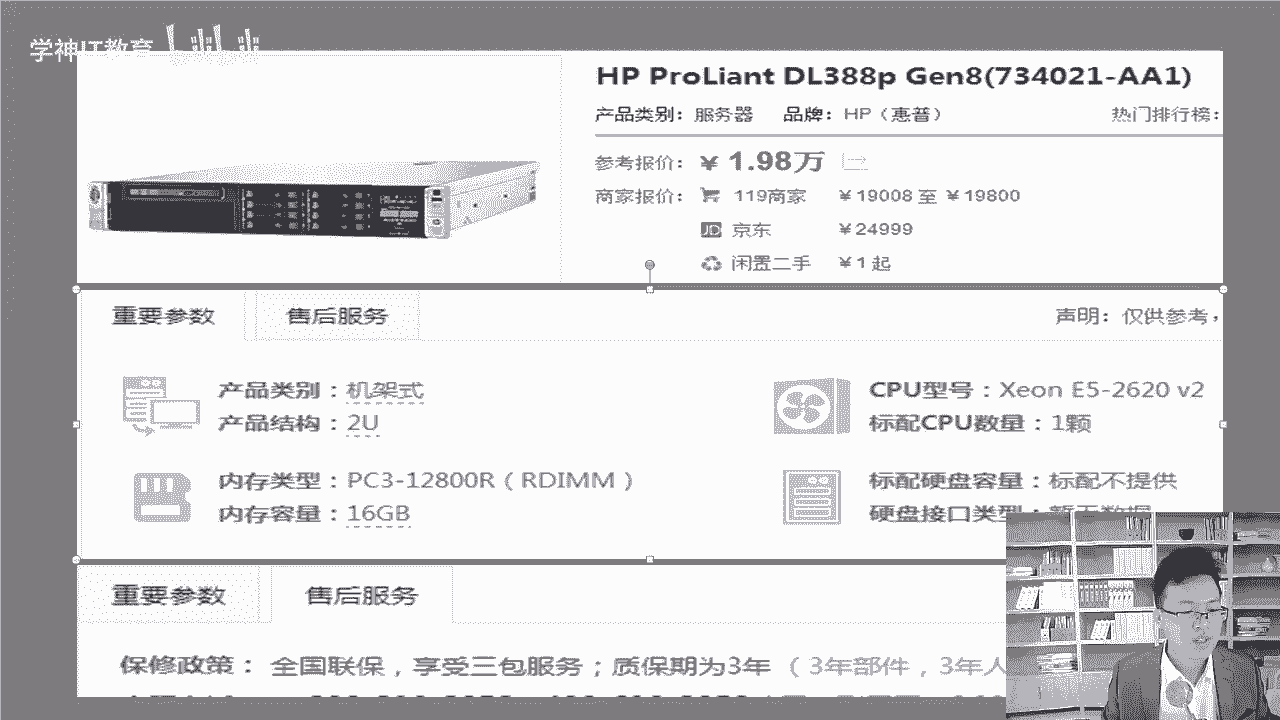 学神IT教育 bilibili
HP ProLiant DL388p Gen8(734021-AA1)
产品类别：服务器 品牌：HP（惠普） 热门排行榜：
参考报价：￥1.98万
商家报价：119商家 ￥19008 至 ￥19800
JD 京东 ￥24999
闲置二手 ￥1 起
重要参数 售后服务 声明：仅供参考，
产品类别：机架式
产品结构：2U
CPU型号：Xeon E5-2620 v2
标配CPU数量：1颗
内存类型：PC3-12800R（RDIMM）
内存容量：16GB
标配硬盘容量：标配不提供
硬盘接口类型：暂无数据
重要参数 售后服务
保修政策： 全国联保，享受三包服务；质保期为3年（3年部件，3年人